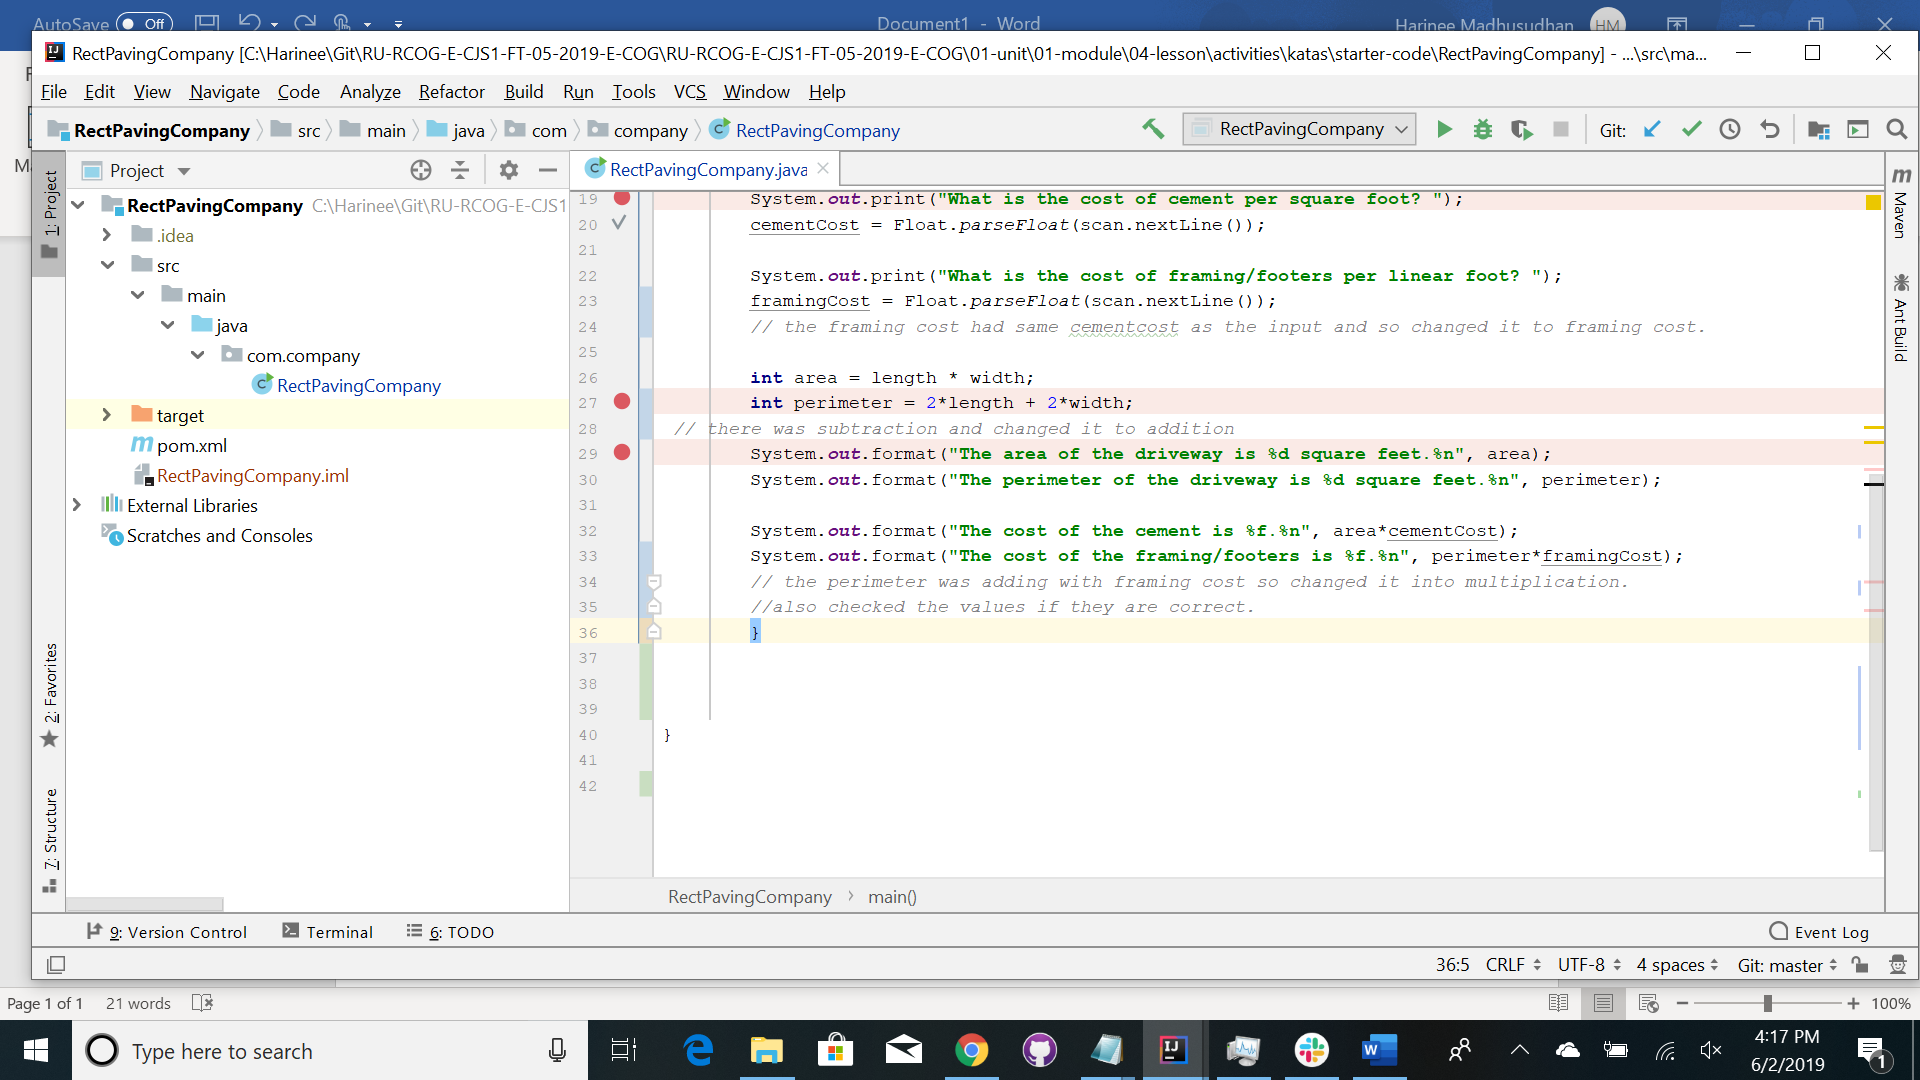 AutoSave Off Document1 - Word Harinee Madhusudhan HM
RectPavingCompany [C:\Harinee\Git\RU-RCOG-E-CJS1-FT-05-2019-E-COG\RU-RCOG-E-CJS1-FT-05-2019-E-COG\01-unit\01-module\04-lesson\activities\katas\starter-code\RectPavingCompany] - ...\src\ma...
File Edit View Navigate Code Analyze Refactor Build Run Tools VCS Window Help
RectPavingCompany src main java com company RectPavingCompany RectPavingCompany Git:
Project RectPavingCompany.java
1: Project
RectPavingCompany C:\Harinee\Git\RU-RCOG-E-CJS1
.idea
src
main
java
com.company
RectPavingCompany
target
pom.xml
RectPavingCompany.iml
External Libraries
Scratches and Consoles
2: Favorites
7: Structure
19 System.out.print("What is the cost of cement per square foot? ");
20 cementCost = Float.parseFloat(scan.nextLine());
21
22 System.out.print("What is the cost of framing/footers per linear foot? ");
23 framingCost = Float.parseFloat(scan.nextLine());
24 // the framing cost had same cementcost as the input and so changed it to framing cost.
25
26 int area = length * width;
27 int perimeter = 2*length + 2*width;
28 // there was subtraction and changed it to addition
29 System.out.format("The area of the driveway is %d square feet.%n", area);
30 System.out.format("The perimeter of the driveway is %d square feet.%n", perimeter);
31
32 System.out.format("The cost of the cement is %f.%n", area*cementCost);
33 System.out.format("The cost of the framing/footers is %f.%n", perimeter*framingCost);
34 // the perimeter was adding with framing cost so changed it into multiplication.
35 //also checked the values if they are correct.
36 }
37
38
39
40 }
41
42
Maven
Ant Build
RectPavingCompany main()
9: Version Control Terminal 6: TODO Event Log
36:5 CRLF UTF-8 4 spaces Git: master
Page 1 of 1 21 words 100%
Type here to search
4:17 PM
6/2/2019
1